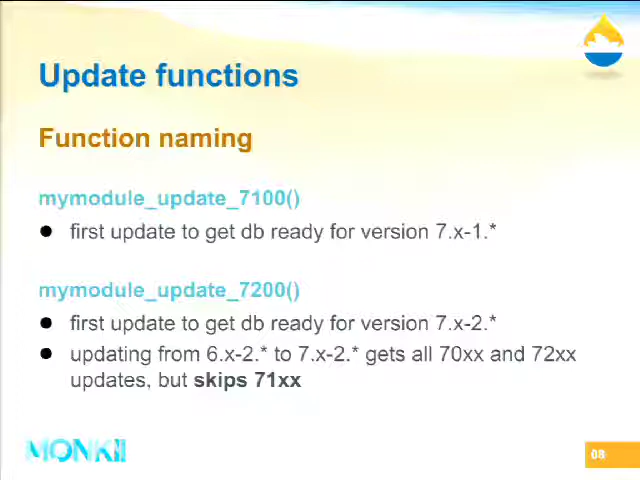 Update functions
Function naming
mymodule_update_7100()
● first update to get db ready for version 7.x-1.*
mymodule_update_7200()
● first update to get db ready for version 7.x-2.*
● updating from 6.x-2.* to 7.x-2.* gets all 70xx and 72xx
updates, but skips 71xx
MONKII
08